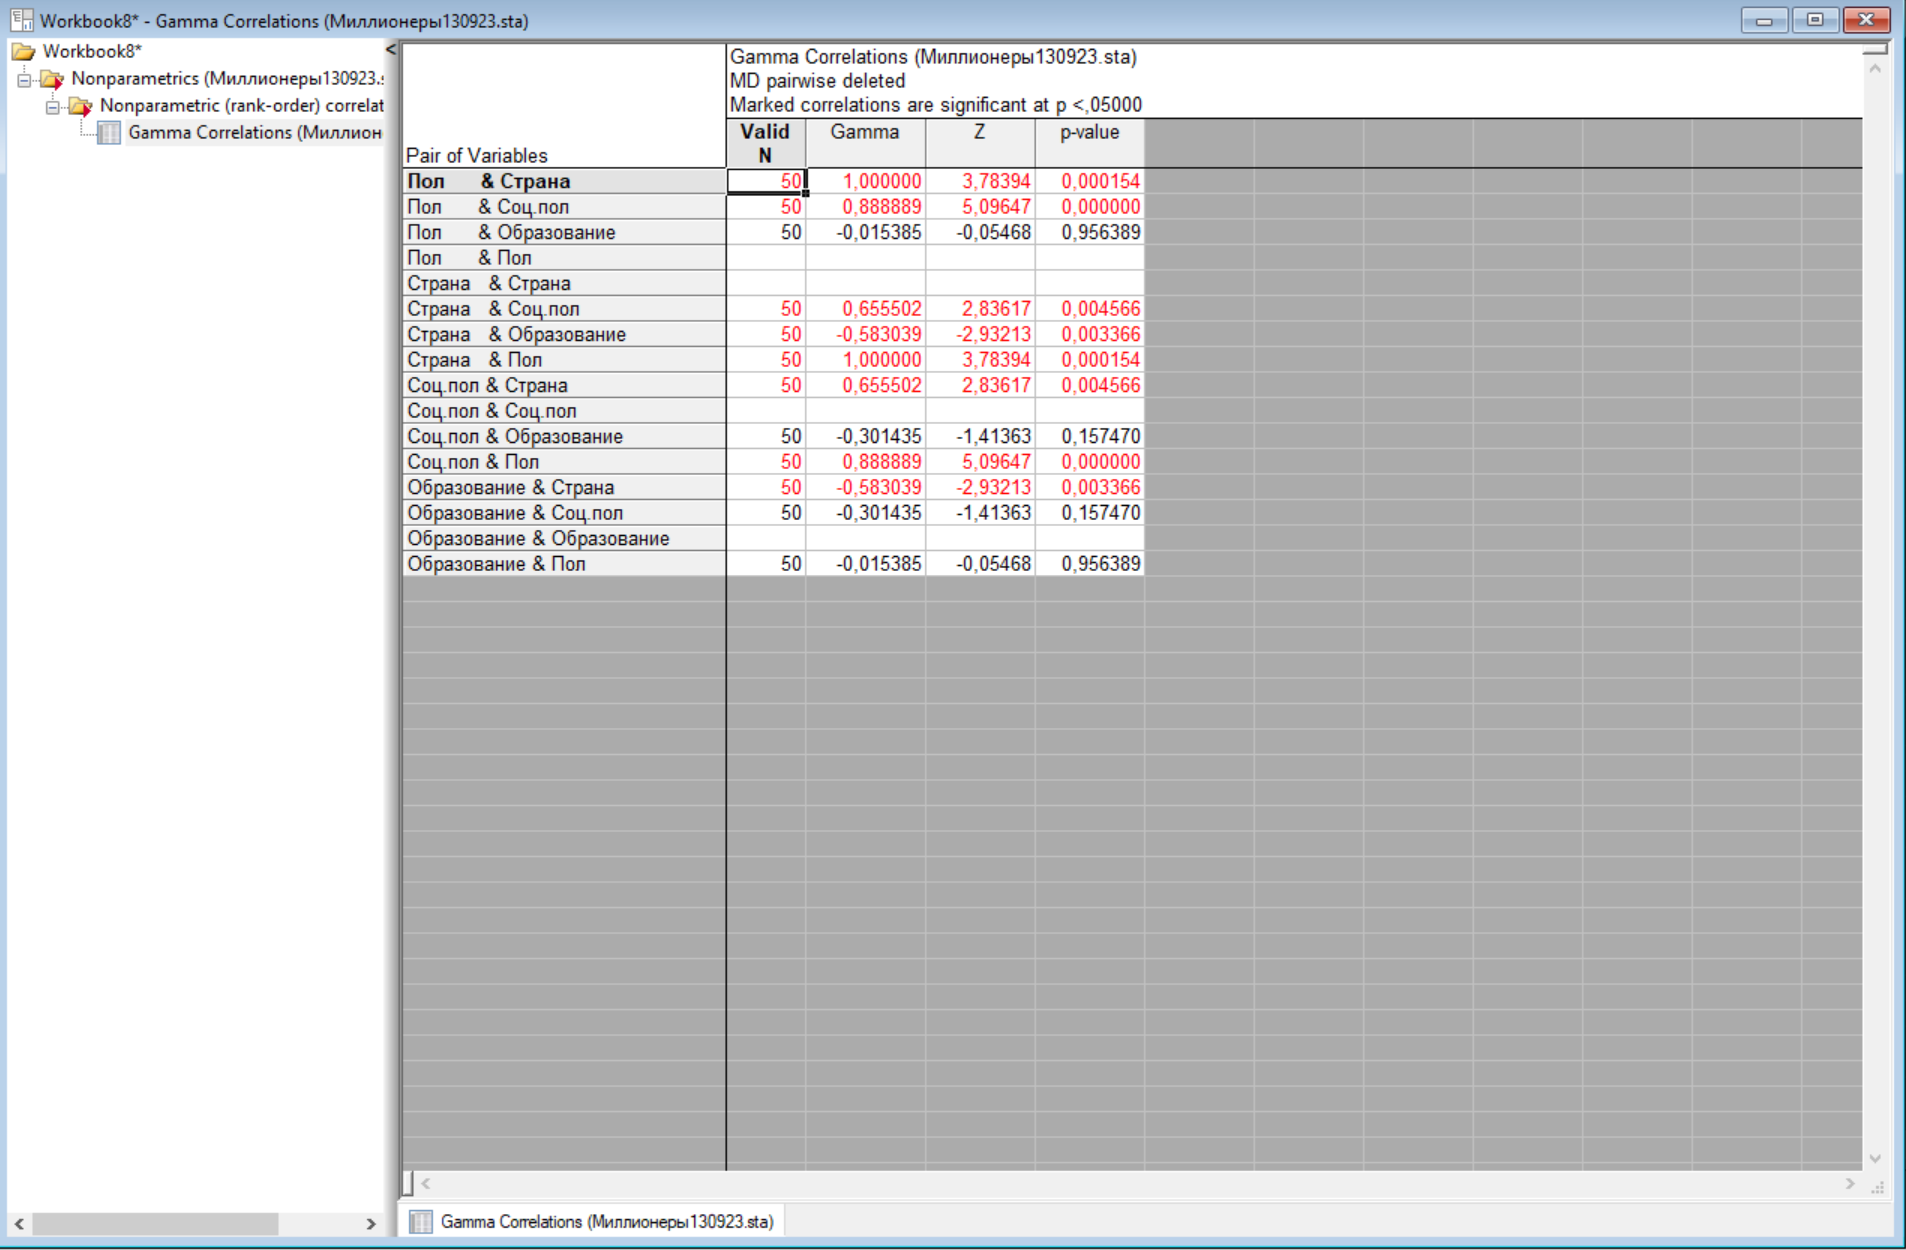 Workbook8* - Gamma Correlations (Миллионеры130923.sta)
Workbook8*
Nonparametrics (Миллионеры130923.s
Nonparametric (rank-order) correlat
Gamma Correlations (Миллион
Gamma Correlations (Миллионеры130923.sta)
MD pairwise deleted
Marked correlations are significant at p <,05000
Pair of Variables Valid N Gamma Z p-value
Пол & Страна 50 1,000000 3,78394 0,000154
Пол & Соц.пол 50 0,888889 5,09647 0,000000
Пол & Образование 50 -0,015385 -0,05468 0,956389
Пол & Пол
Страна & Страна
Страна & Соц.пол 50 0,655502 2,83617 0,004566
Страна & Образование 50 -0,583039 -2,93213 0,003366
Страна & Пол 50 1,000000 3,78394 0,000154
Соц.пол & Страна 50 0,655502 2,83617 0,004566
Соц.пол & Соц.пол
Соц.пол & Образование 50 -0,301435 -1,41363 0,157470
Соц.пол & Пол 50 0,888889 5,09647 0,000000
Образование & Страна 50 -0,583039 -2,93213 0,003366
Образование & Соц.пол 50 -0,301435 -1,41363 0,157470
Образование & Образование
Образование & Пол 50 -0,015385 -0,05468 0,956389
Gamma Correlations (Миллионеры130923.sta)